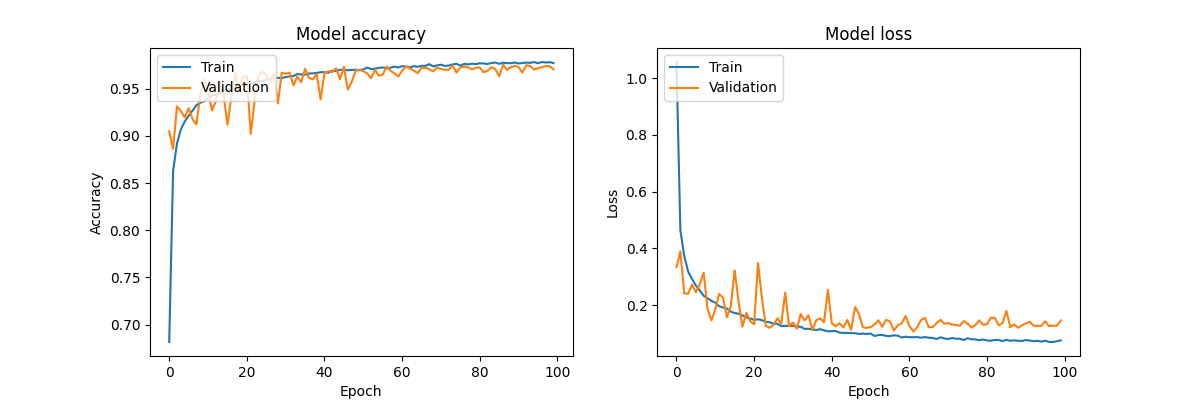 Model accuracy
Train
Validation
0.95
0.90
0.85
0.80
0.75
0.70
Accuracy
0
20
40
60
80
100
Epoch
Model loss
Train
Validation
1.0
0.8
0.6
0.4
0.2
Loss
0
20
40
60
80
100
Epoch